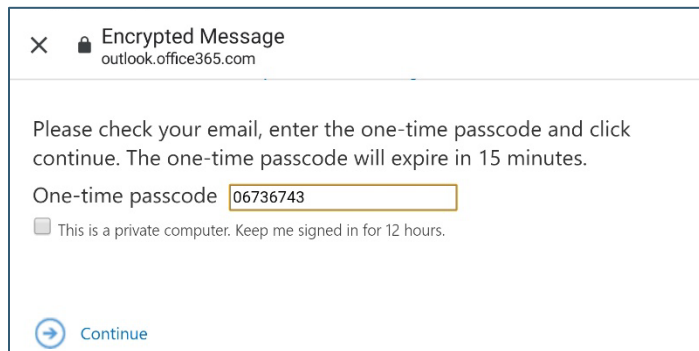 Encrypted Message
outlook.office365.com
Please check your email, enter the one-time passcode and click
continue. The one-time passcode will expire in 15 minutes.
One-time passcode 06736743
This is a private computer. Keep me signed in for 12 hours.
Continue